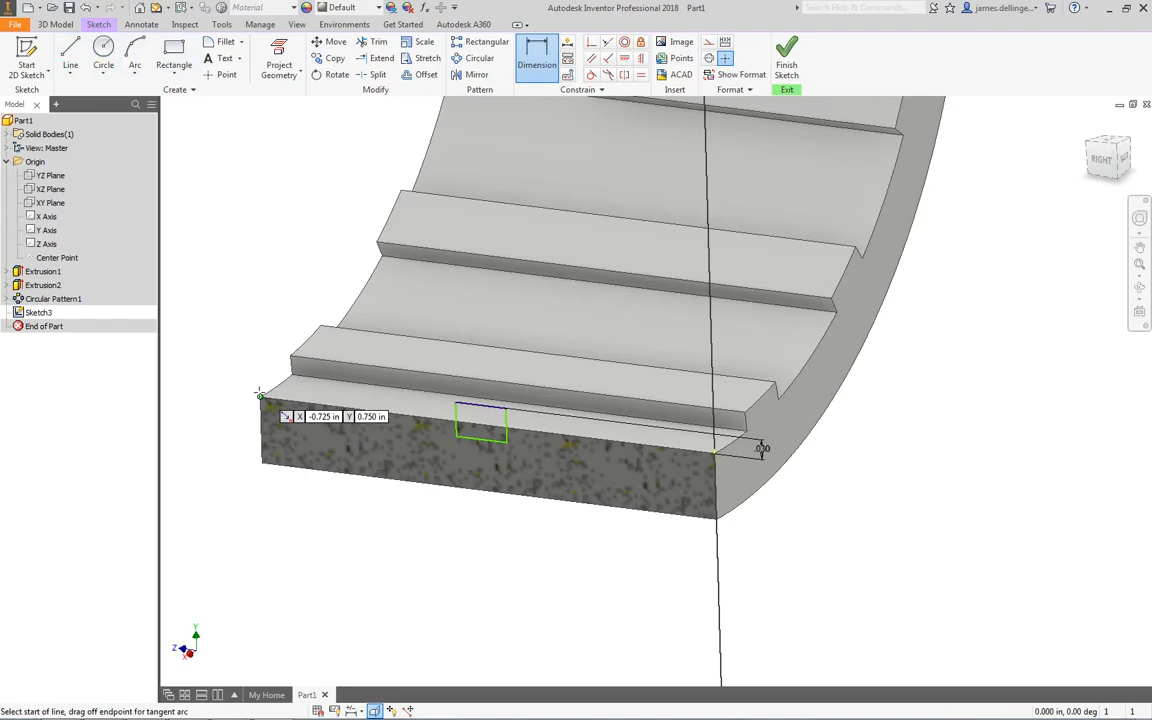 Material
Default
Autodesk Inventor Professional 2018 Part1
Search Help & Commands...
james.dellinge...
File
3D Model
Sketch
Annotate
Inspect
Tools
Manage
View
Environments
Get Started
Autodesk A360
Start
2D Sketch
Line
Circle
Arc
Rectangle
Fillet
Text
Point
Project
Geometry
Move
Copy
Rotate
Trim
Extend
Split
Scale
Stretch
Offset
Rectangular
Circular
Mirror
Dimension
Image
Points
ACAD
Show Format
Finish
Sketch
Sketch
Create
Modify
Pattern
Constrain
Insert
Format
Exit
Model
Part1
Solid Bodies(1)
View: Master
Origin
YZ Plane
XZ Plane
XY Plane
X Axis
Y Axis
Z Axis
Center Point
Extrusion1
Extrusion2
Circular Pattern1
Sketch3
End of Part
RIGHT
X -0.725 in Y 0.750 in
.030
Y
Z
X
My Home
Part1
Select start of line, drag off endpoint for tangent arc
0.000 in, 0.00 deg 1 1